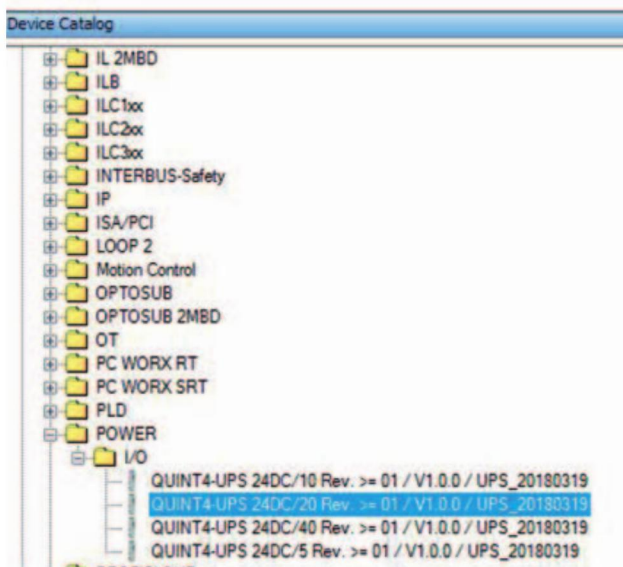 Device Catalog
IL 2MBD
ILB
ILC1xx
ILC2xx
ILC3xx
INTERBUS-Safety
IP
ISA/PCI
LOOP 2
Motion Control
OPTOSUB
OPTOSUB 2MBD
OT
PC WORX RT
PC WORX SRT
PLD
POWER
I/O
QUINT4-UPS 24DC/10 Rev. >= 01 / V1.0.0 / UPS_20180319
QUINT4-UPS 24DC/20 Rev. >= 01 / V1.0.0 / UPS_20180319
QUINT4-UPS 24DC/40 Rev. >= 01 / V1.0.0 / UPS_20180319
QUINT4-UPS 24DC/5 Rev. >= 01 / V1.0.0 / UPS_20180319